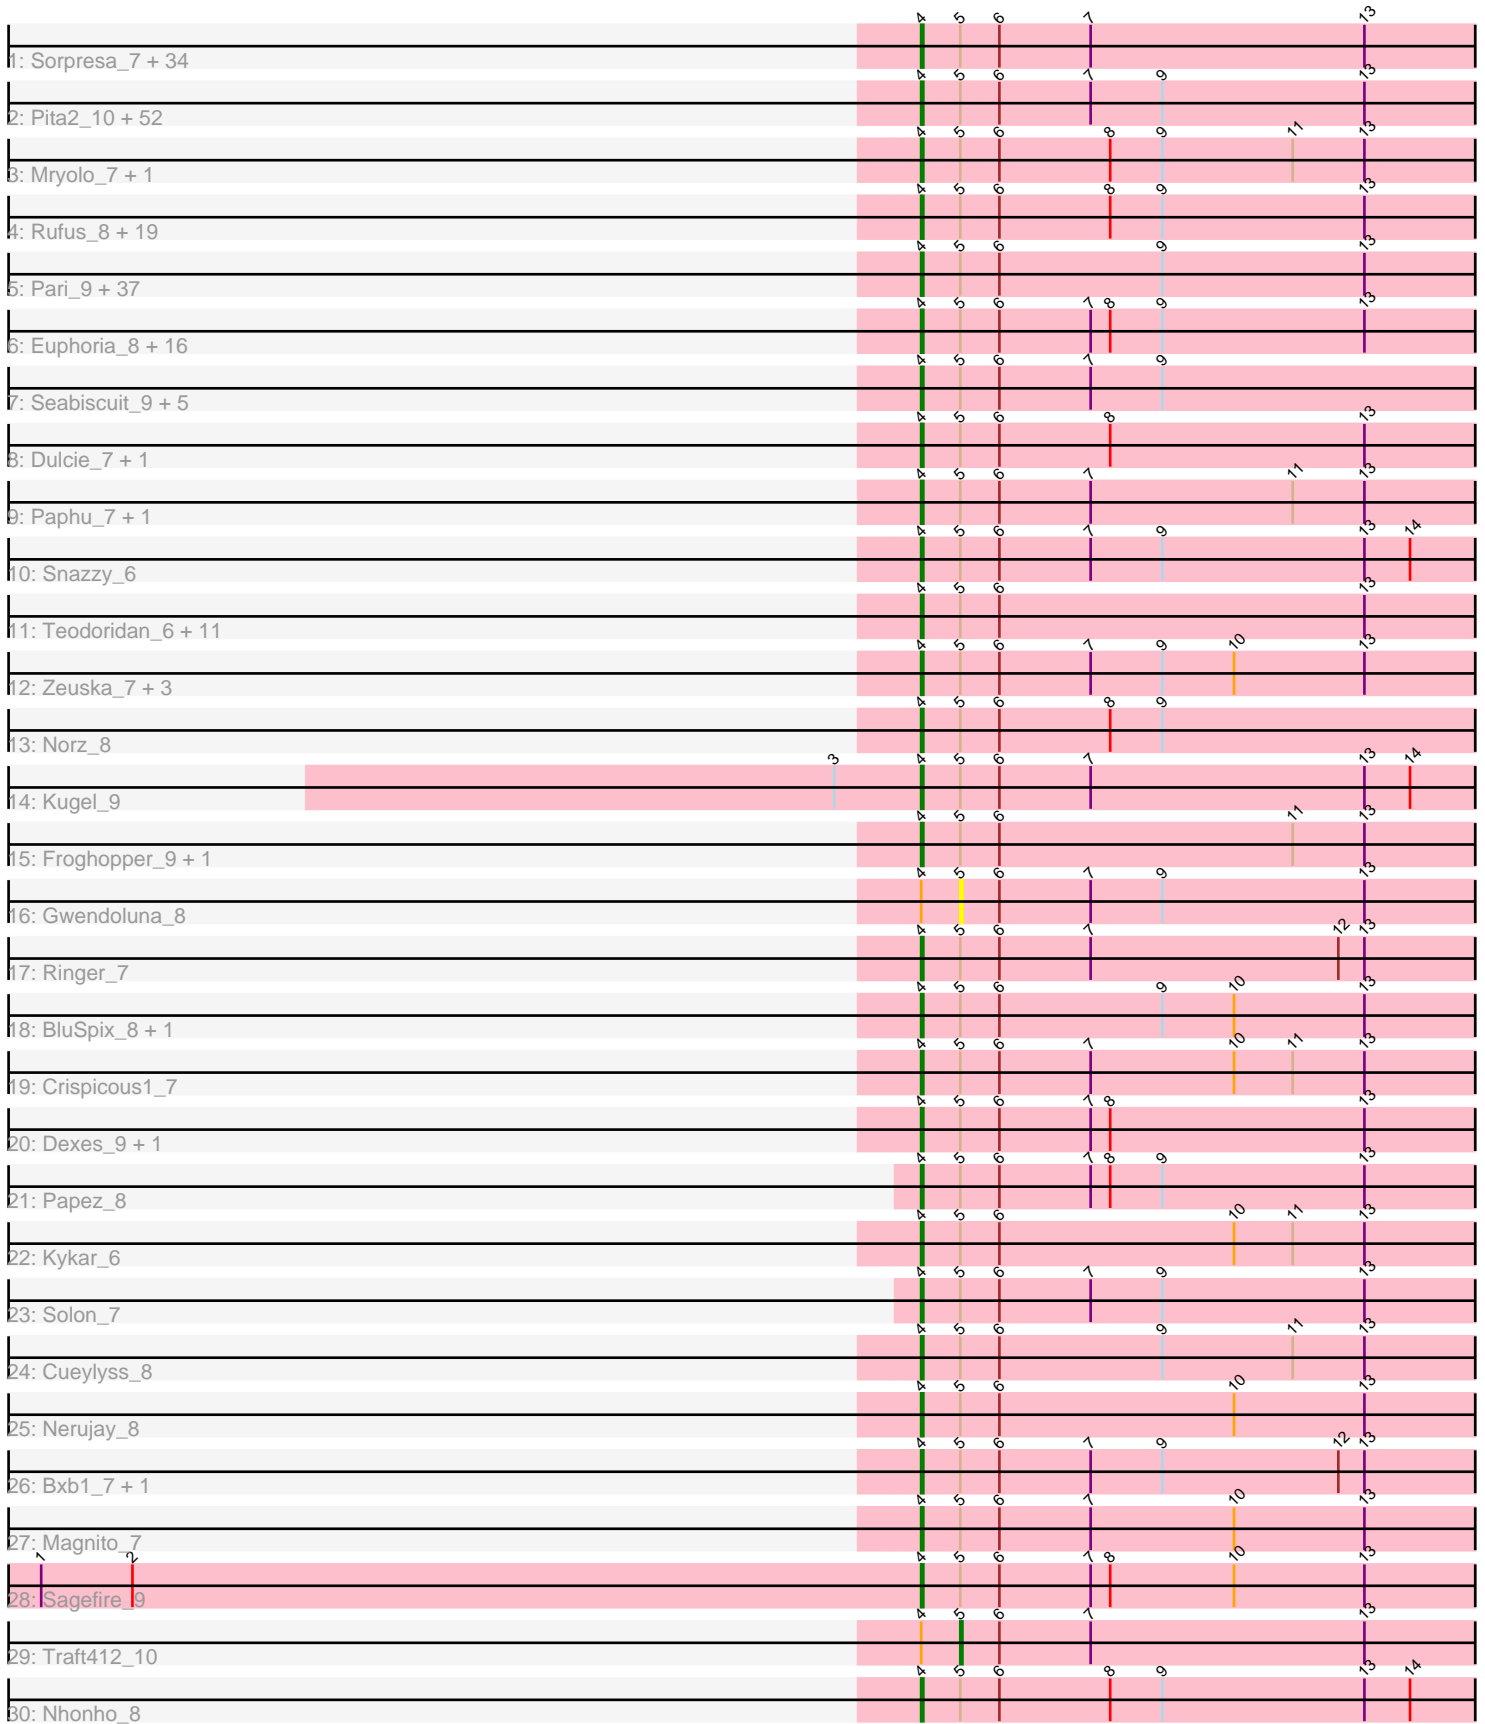 4 5 6 7 13
1: Sorpresa_7 + 34
4 5 6 7 9 13
2: Pita2_10 + 52
4 5 6 8 9 11 13
3: Mryolo_7 + 1
4 5 6 8 9 13
4: Rufus_8 + 19
4 5 6 9 13
5: Pari_9 + 37
4 5 6 7 8 9 13
6: Euphoria_8 + 16
4 5 6 7 9
7: Seabiscuit_9 + 5
4 5 6 8 13
8: Dulcie_7 + 1
4 5 6 7 11 13
9: Paphu_7 + 1
4 5 6 7 9 13 14
10: Snazzy_6
4 5 6 13
11: Teodoridan_6 + 11
4 5 6 7 9 10 13
12: Zeuska_7 + 3
4 5 6 8 9
13: Norz_8
3 4 5 6 7 13 14
14: Kugel_9
4 5 6 11 13
15: Froghopper_9 + 1
4 5 6 7 9 13
16: Gwendoluna_8
4 5 6 7 12 13
17: Ringer_7
4 5 6 9 10 13
18: BluSpix_8 + 1
4 5 6 7 10 11 13
19: Crispicous1_7
4 5 6 7 8 13
20: Dexes_9 + 1
4 5 6 7 8 9 13
21: Papez_8
4 5 6 10 11 13
22: Kykar_6
4 5 6 7 9 13
23: Solon_7
4 5 6 9 11 13
24: Cueylyss_8
4 5 6 10 13
25: Nerujay_8
4 5 6 7 9 12 13
26: Bxb1_7 + 1
4 5 6 7 10 13
27: Magnito_7
1 2 4 5 6 7 8 10 13
28: Sagefire_9
4 5 6 7 13
29: Traft412_10
4 5 6 8 9 13 14
30: Nhonho_8